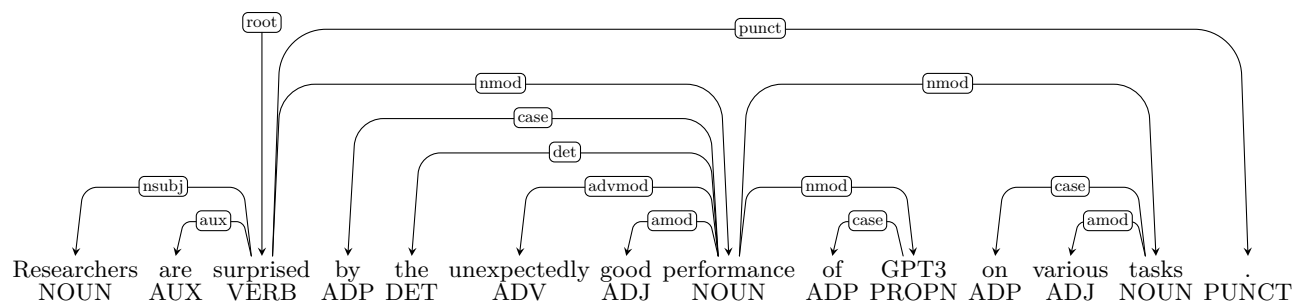 root
punct
nmod nmod
case
det
nsubj advmod nmod case
aux amod case amod
Researchers are surprised by the unexpectedly good performance of GPT3 on various tasks .
NOUN AUX VERB ADP DET ADV ADJ NOUN ADP PROPN ADP ADJ NOUN PUNCT